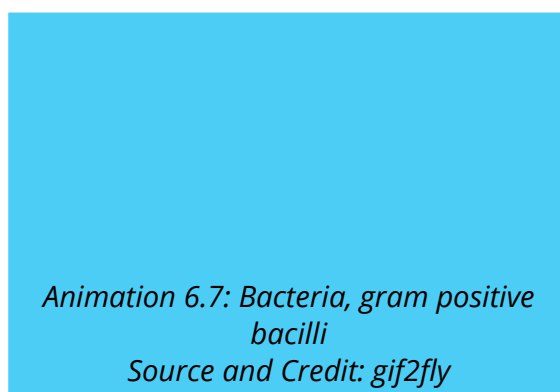 Animation 6.7: Bacteria, gram positive
bacilli
Source and Credit: gif2fly